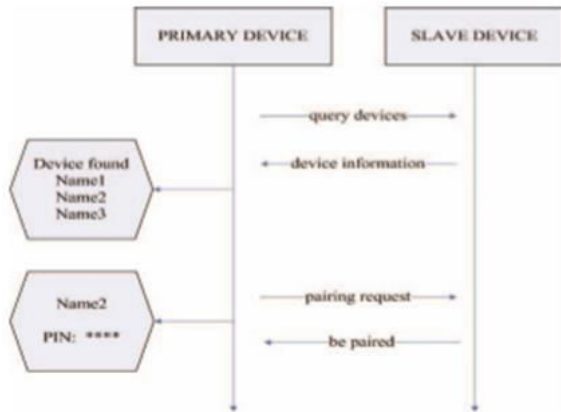 PRIMARY DEVICE
SLAVE DEVICE
query devices
device information
Device found
Name1
Name2
Name3
pairing request
Name2
PIN: ****
be paired